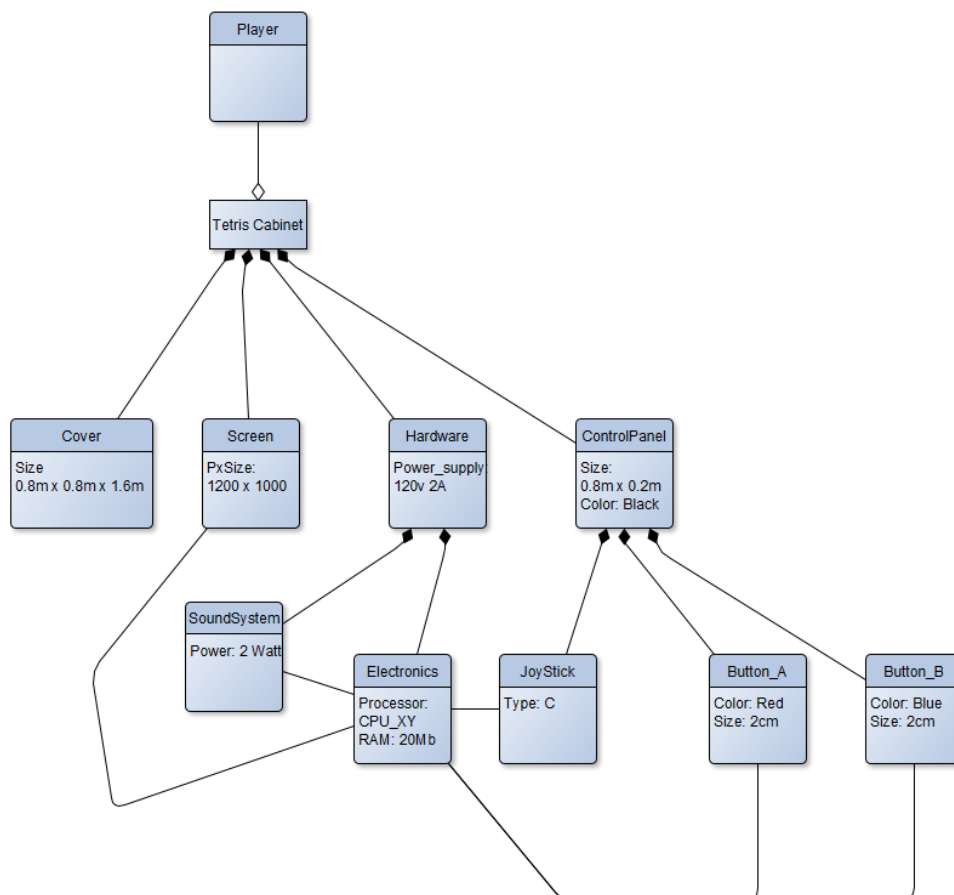 Player
Tetris Cabinet
Cover
Size
0.8m x 0.8m x 1.6m
Screen
PxSize:
1200 x 1000
Hardware
Power_supply:
120v 2A
ControlPanel
Size:
0.8m x 0.2m
Color: Black
SoundSystem
Power: 2 Watt
Electronics
Processor:
CPU_XY
RAM: 20Mb
JoyStick
Type: C
Button_A
Color: Red
Size: 2cm
Button_B
Color: Blue
Size: 2cm